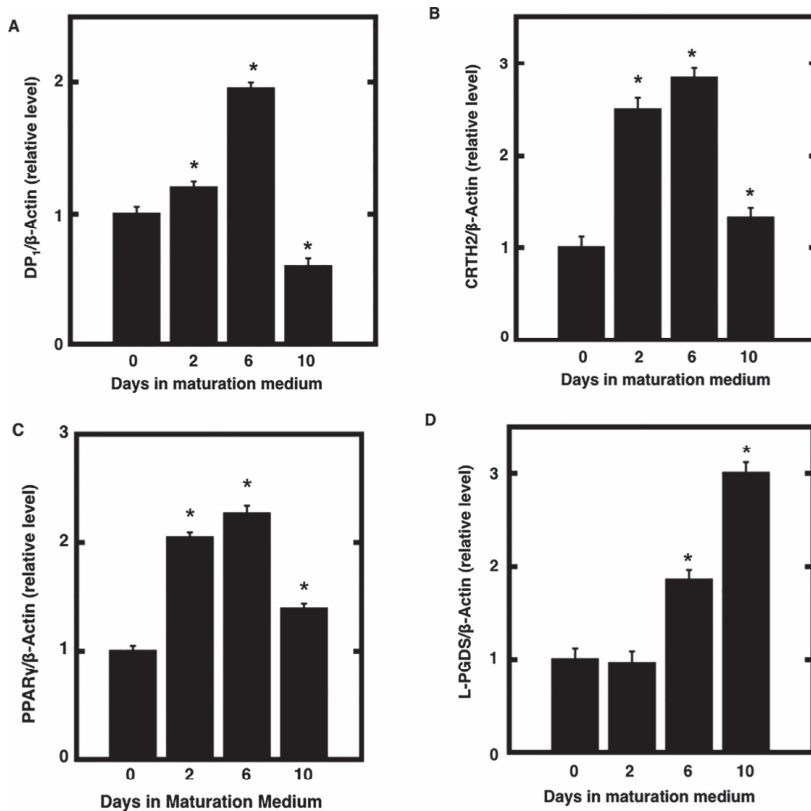 A
DP₁/β-Actin (relative level)
2
1
0
*
*
*
0 2 6 10
Days in maturation medium
B
CRTH2/β-Actin (relative level)
3
2
1
0
*
*
*
0 2 6 10
Days in maturation medium
C
PPARγ/β-Actin (relative level)
3
2
1
0
*
*
*
0 2 6 10
Days in Maturation Medium
D
L-PGDS/β-Actin (relative level)
3
2
1
0
*
*
0 2 6 10
Days in maturation medium